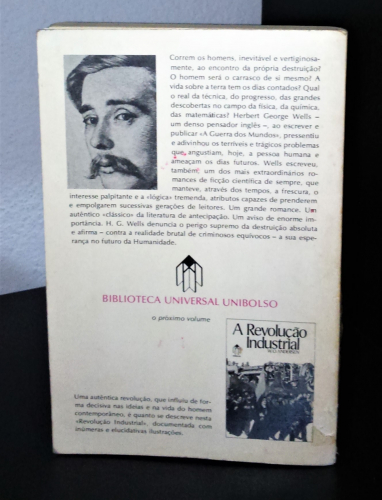 Correm os homens, inevitável e vertiginosa-
mente, ao encontro da própria destruição?
O homem será o carrasco de si mesmo? A
vida sobre a terra tem os dias contados? Qual
o real da técnica, do progresso, das grandes
descobertas no campo da física, da química,
das matemáticas? Herbert George Wells –
um denso pensador inglês –, ao escrever e
publicar «A Guerra dos Mundos», pressentiu
e adivinhou os terríveis e trágicos problemas
que angustiam, hoje, a pessoa humana e
ameaçam os dias futuros. Wells escreveu,
também um dos mais extraordinários ro-
mances de ficção científica de sempre, que
manteve, através dos tempos, a frescura, o
interesse palpitante e a «lógica» tremenda, atributos capazes de prenderem
e empolgarem sucessivas gerações de leitores. Um grande romance. Um
autêntico «clássico» da literatura de antecipação. Um aviso de enorme im-
portância. H. G. Wells denuncia o perigo supremo da destruição absoluta
e afirma – contra a realidade brutal de criminosos equívocos – a sua espe-
rança no futuro da Humanidade.
BIBLIOTECA UNIVERSAL UNIBOLSO
o próximo volume
A Revolução
Industrial
Uma autêntica revolução, que influíu de for-
ma decisiva nas ideias e na vida do homem
contemporâneo, é quanto se descreve nesta
«Revolução Industrial», documentada com
inúmeras e elucidativas ilustrações.